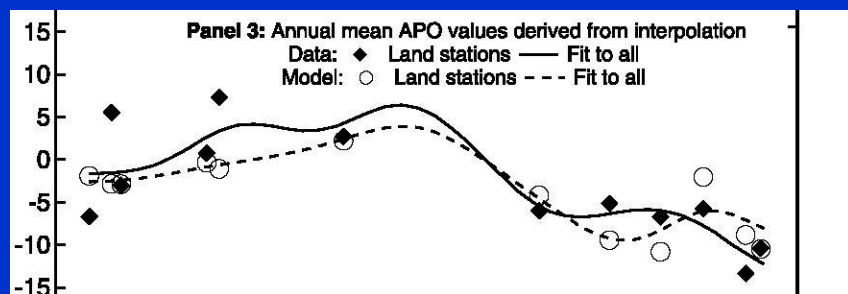 Panel 3: Annual mean APO values derived from interpolation
Data: ◆ Land stations —— Fit to all
Model: ○ Land stations - - - Fit to all
15
10
5
0
-5
-10
-15